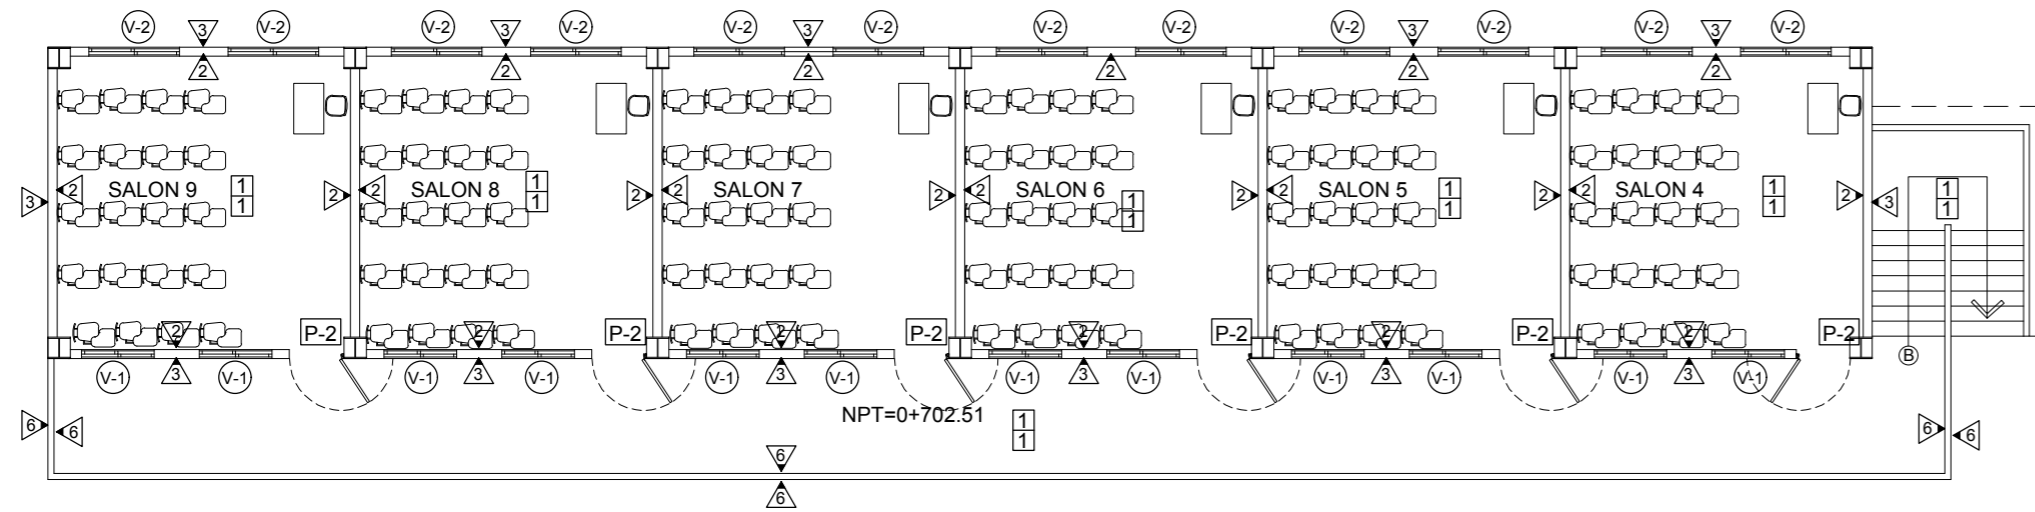 V-2 3 V-2 V-2 3 V-2 V-2 3 V-2 V-2 V-2 V-2 3 V-2 V-2 3 V-2
2 2 2 2 2 2
3 2 SALON 9 1 2 2 SALON 8 1 2 2 SALON 7 2 2 SALON 6 1 2 2 SALON 5 1 2 2 SALON 4 1 2 3 1
1 1 1 1 1 1
2 P-2 2 P-2 2 P-2 2 P-2 2 P-2 2 P-2
V-1 3 V-1 V-1 3 V-1 V-1 3 V-1 V-1 3 V-1 V-1 3 V-1 V-1 3 V-1 B
NPT=0+702.51 1
1
6 6 6 6
6
6